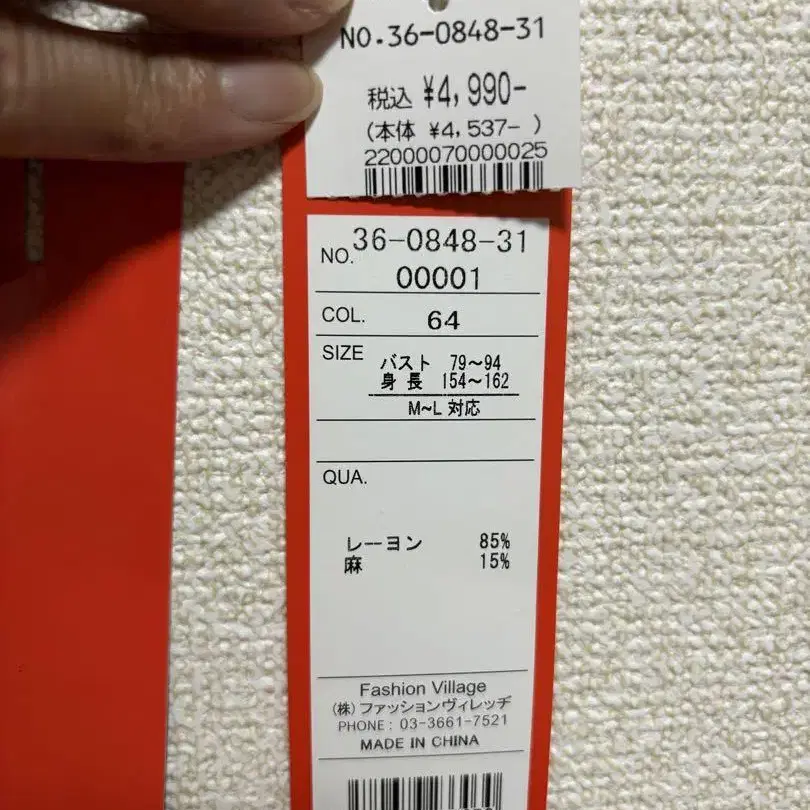 NO.36-0848-31
税込 ¥4,990-
(本体 ¥4,537- )
22000070000025
NO. 36-0848-31
00001
COL. 64
SIZE バスト 79~94
身長 154~162
M~L 対応
QUA.
レーヨン 85%
麻 15%
Fashion Village
(株)ファッションヴィレッヂ
PHONE : 03-3661-7521
MADE IN CHINA